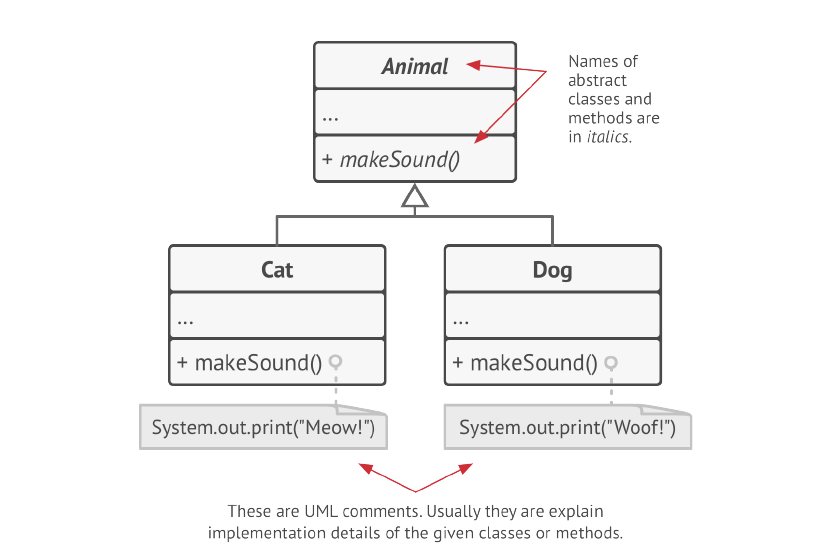 Animal
...
+ makeSound()
Names of
abstract
classes and
methods are
in italics.
Cat
...
+ makeSound()
System.out.print("Meow!")
Dog
...
+ makeSound()
System.out.print("Woof!")
These are UML comments. Usually they are explain
implementation details of the given classes or methods.